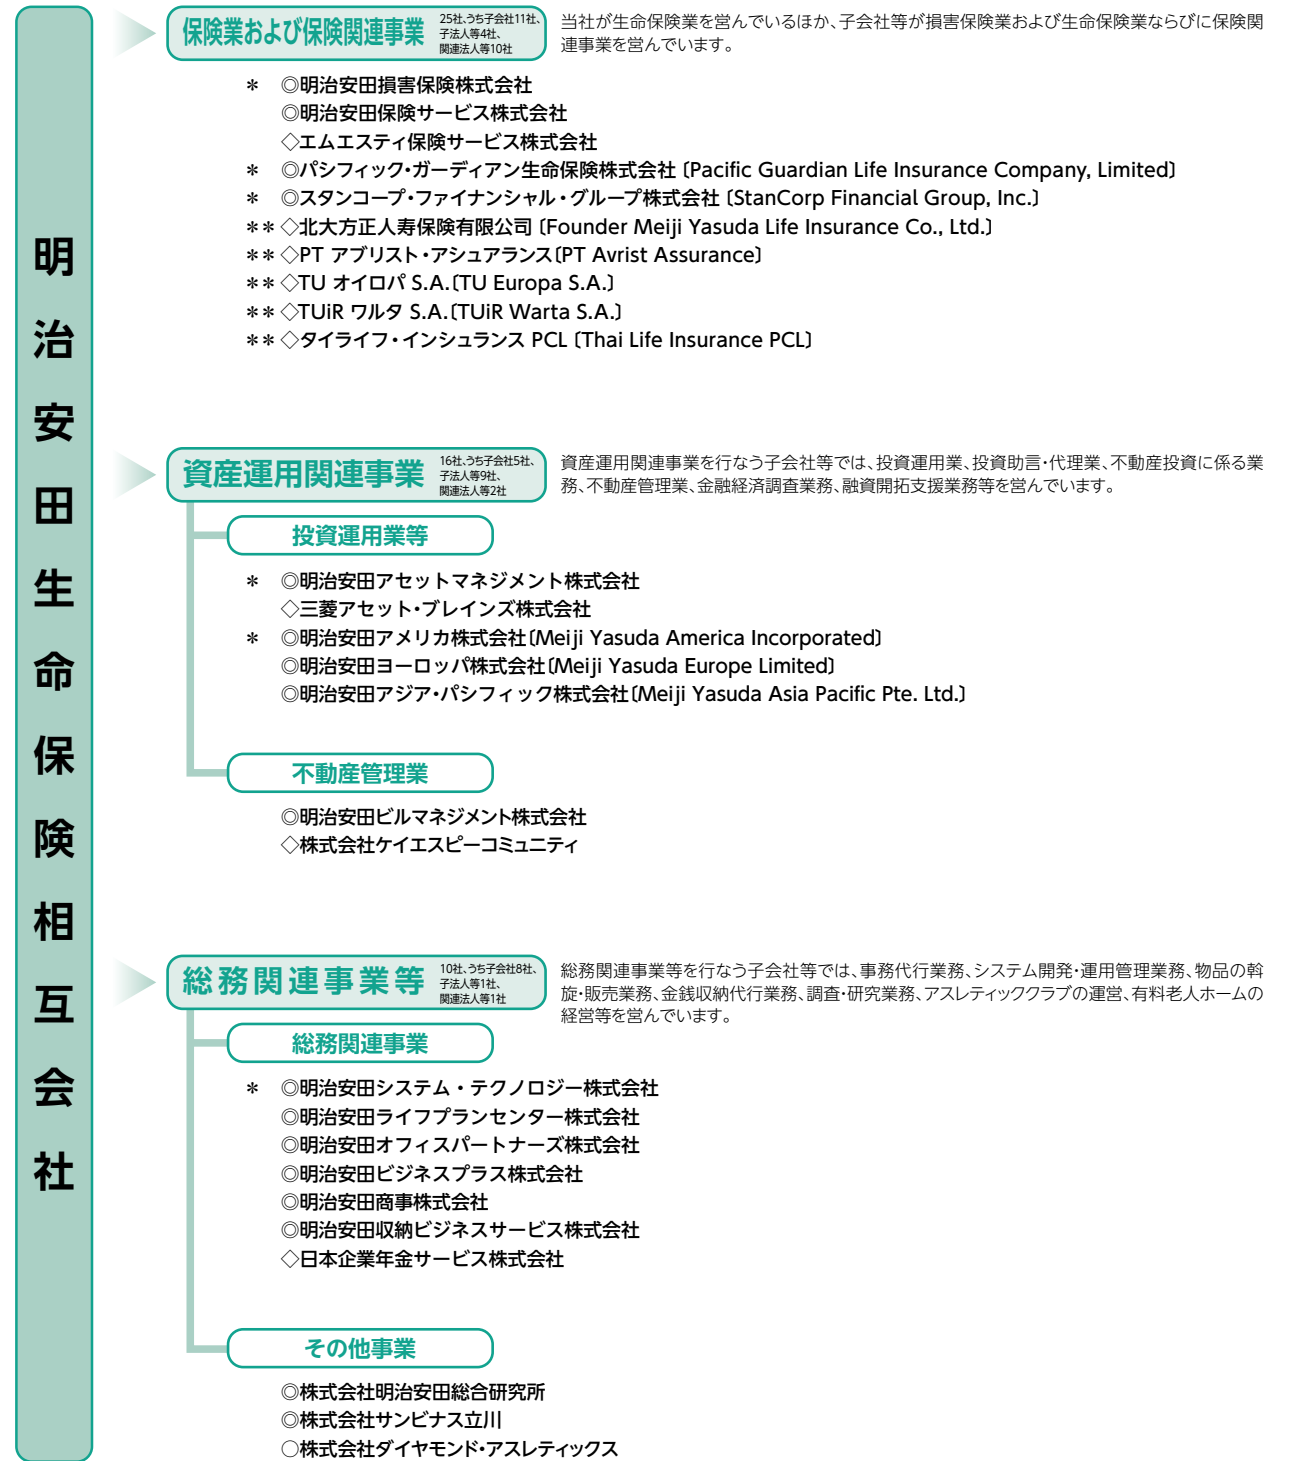 明治安田生命保険相互会社
保険業および保険関連事業
25社、うち子会社11社、
子法人等4社、
関連法人等10社
当社が生命保険業を営んでいるほか、子会社等が損害保険業および生命保険業ならびに保険関
連事業を営んでいます。
＊ ◎明治安田損害保険株式会社
◎明治安田保険サービス株式会社
◇エムエスティ保険サービス株式会社
＊ ◎パシフィック・ガーディアン生命保険株式会社〔Pacific Guardian Life Insurance Company, Limited〕
＊ ◎スタンコープ・ファイナンシャル・グループ株式会社〔StanCorp Financial Group, Inc.〕
＊＊◇北大方正人寿保険有限公司〔Founder Meiji Yasuda Life Insurance Co., Ltd.〕
＊＊◇PT アブリスト・アシュアランス〔PT Avrist Assurance〕
＊＊◇TU オイロパ S.A.〔TU Europa S.A.〕
＊＊◇TUiR ワルタ S.A.〔TUiR Warta S.A.〕
＊＊◇タイライフ・インシュランス PCL〔Thai Life Insurance PCL〕
資産運用関連事業
16社、うち子会社5社、
子法人等9社、
関連法人等2社
資産運用関連事業を行なう子会社等では、投資運用業、投資助言・代理業、不動産投資に係る業
務、不動産管理業、金融経済調査業務、融資開拓支援業務等を営んでいます。
投資運用業等
＊ ◎明治安田アセットマネジメント株式会社
◇三菱アセット・ブレインズ株式会社
＊ ◎明治安田アメリカ株式会社〔Meiji Yasuda America Incorporated〕
◎明治安田ヨーロッパ株式会社〔Meiji Yasuda Europe Limited〕
◎明治安田アジア・パシフィック株式会社〔Meiji Yasuda Asia Pacific Pte. Ltd.〕
不動産管理業
◎明治安田ビルマネジメント株式会社
◇株式会社ケイエスピーコミュニティ
総務関連事業等
10社、うち子会社8社、
子法人等1社、
関連法人等1社
総務関連事業等を行なう子会社等では、事務代行業務、システム開発・運用管理業務、物品の斡
旋・販売業務、金銭収納代行業務、調査・研究業務、アスレティッククラブの運営、有料老人ホームの
経営等を営んでいます。
総務関連事業
＊ ◎明治安田システム・テクノロジー株式会社
◎明治安田ライフプランセンター株式会社
◎明治安田オフィスパートナーズ株式会社
◎明治安田ビジネスプラス株式会社
◎明治安田商事株式会社
◎明治安田収納ビジネスサービス株式会社
◇日本企業年金サービス株式会社
その他事業
◎株式会社明治安田総合研究所
◎株式会社サンビナス立川
○株式会社ダイヤモンド・アスレティックス